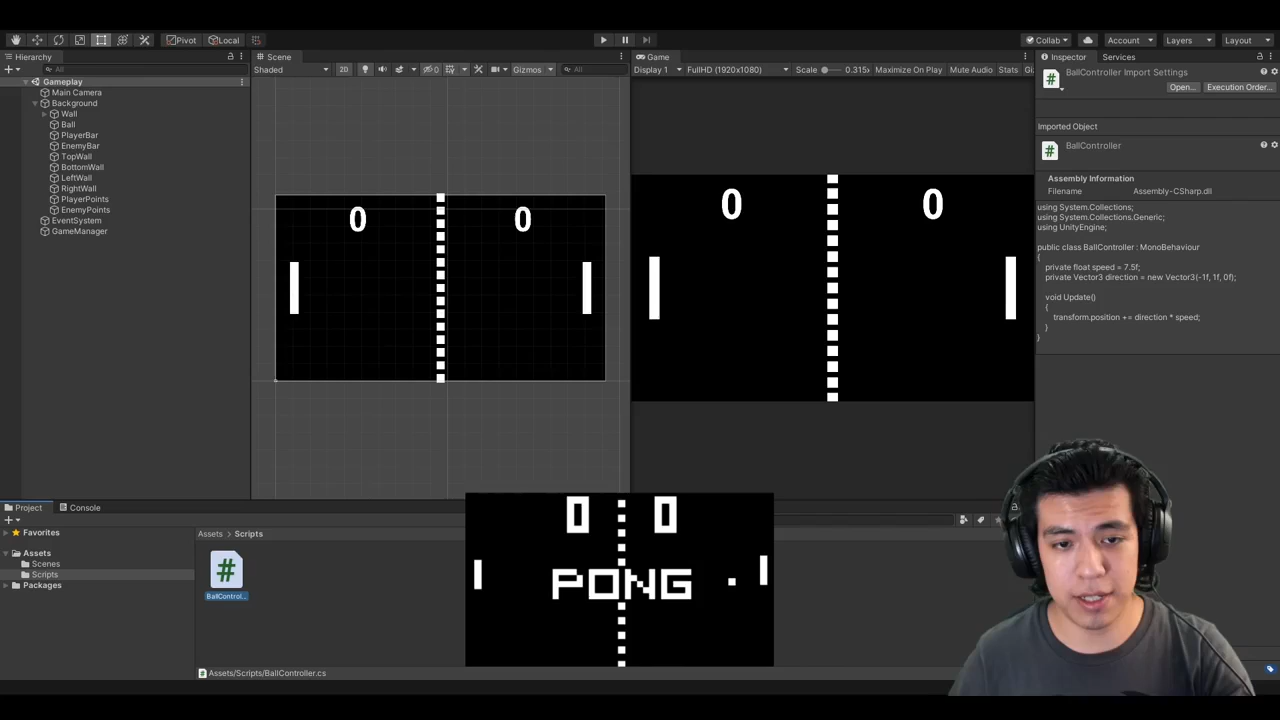 Pivot
Local
Collab
Account
Layers
Layout
Hierarchy
All
Gameplay
Main Camera
Background
Wall
Ball
PlayerBar
EnemyBar
TopWall
BottomWall
LeftWall
RightWall
PlayerPoints
EnemyPoints
EventSystem
GameManager
Scene
Shaded
2D
0
Gizmos
All
0 0
Game
Display 1
FullHD (1920x1080)
Scale
0.315
Maximize On Play
Mute Audio
Stats
Gi
0 0
Inspector
Services
BallController Import Settings
Open...
Execution Order...
Imported Object
BallController
Assembly Information
Filename Assembly-CSharp.dll
using System.Collections;
using System.Collections.Generic;
using UnityEngine;
public class BallController : MonoBehaviour
{
private float speed = 7.5f;
private Vector3 direction = new Vector3(-1f, 1f, 0f);
void Update()
{
transform.position += direction * speed;
}
}
Project
Console
Favorites
Assets
Scenes
Scripts
Packages
Assets > Scripts
#
BallControl...
0 0
PONG
Assets/Scripts/BallController.cs